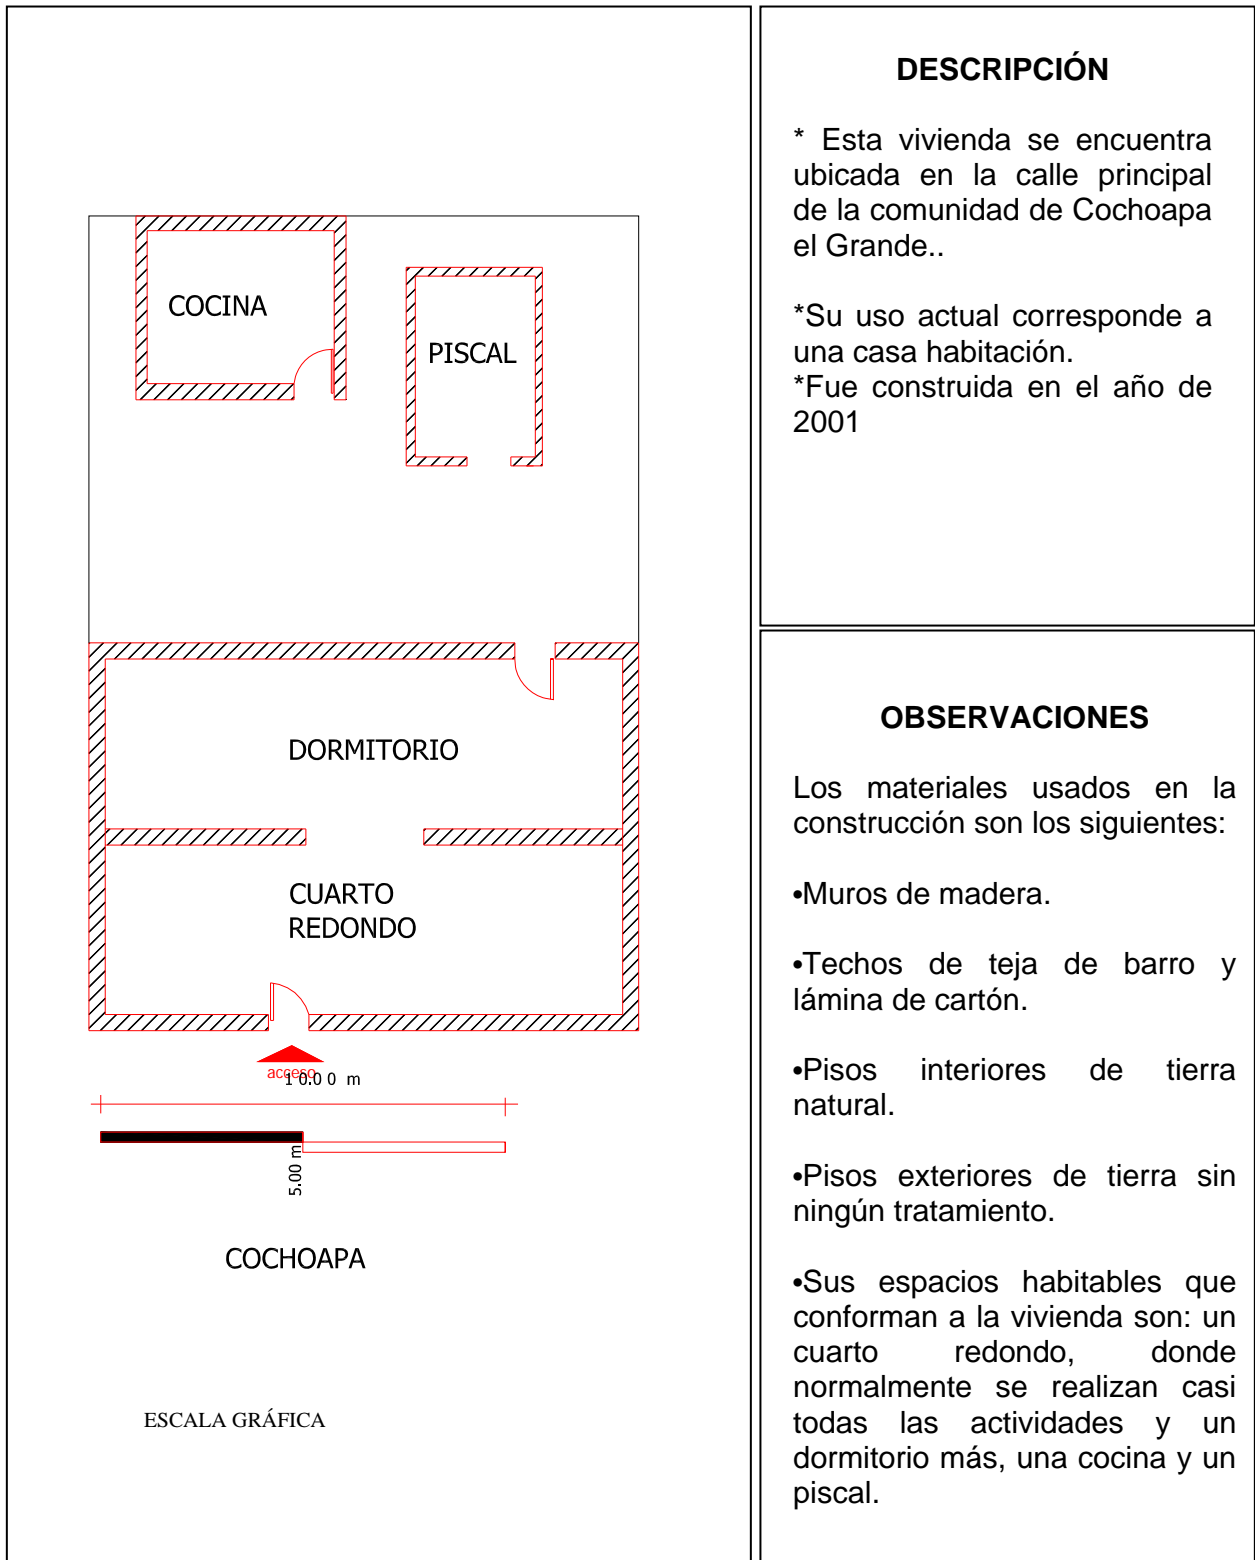 COCINA
PISCAL
DORMITORIO
CUARTO
REDONDO
acceso
10.00 m
5.00 m
COCHOAPA
ESCALA GRÁFICA
DESCRIPCIÓN
* Esta vivienda se encuentra
ubicada en la calle principal
de la comunidad de Cochoapa
el Grande..
*Su uso actual corresponde a
una casa habitación.
*Fue construida en el año de
2001
OBSERVACIONES
Los materiales usados en la
construcción son los siguientes:
•Muros de madera.
•Techos de teja de barro y
lámina de cartón.
•Pisos interiores de tierra
natural.
•Pisos exteriores de tierra sin
ningún tratamiento.
•Sus espacios habitables que
conforman a la vivienda son: un
cuarto redondo, donde
normalmente se realizan casi
todas las actividades y un
dormitorio más, una cocina y un
piscal.